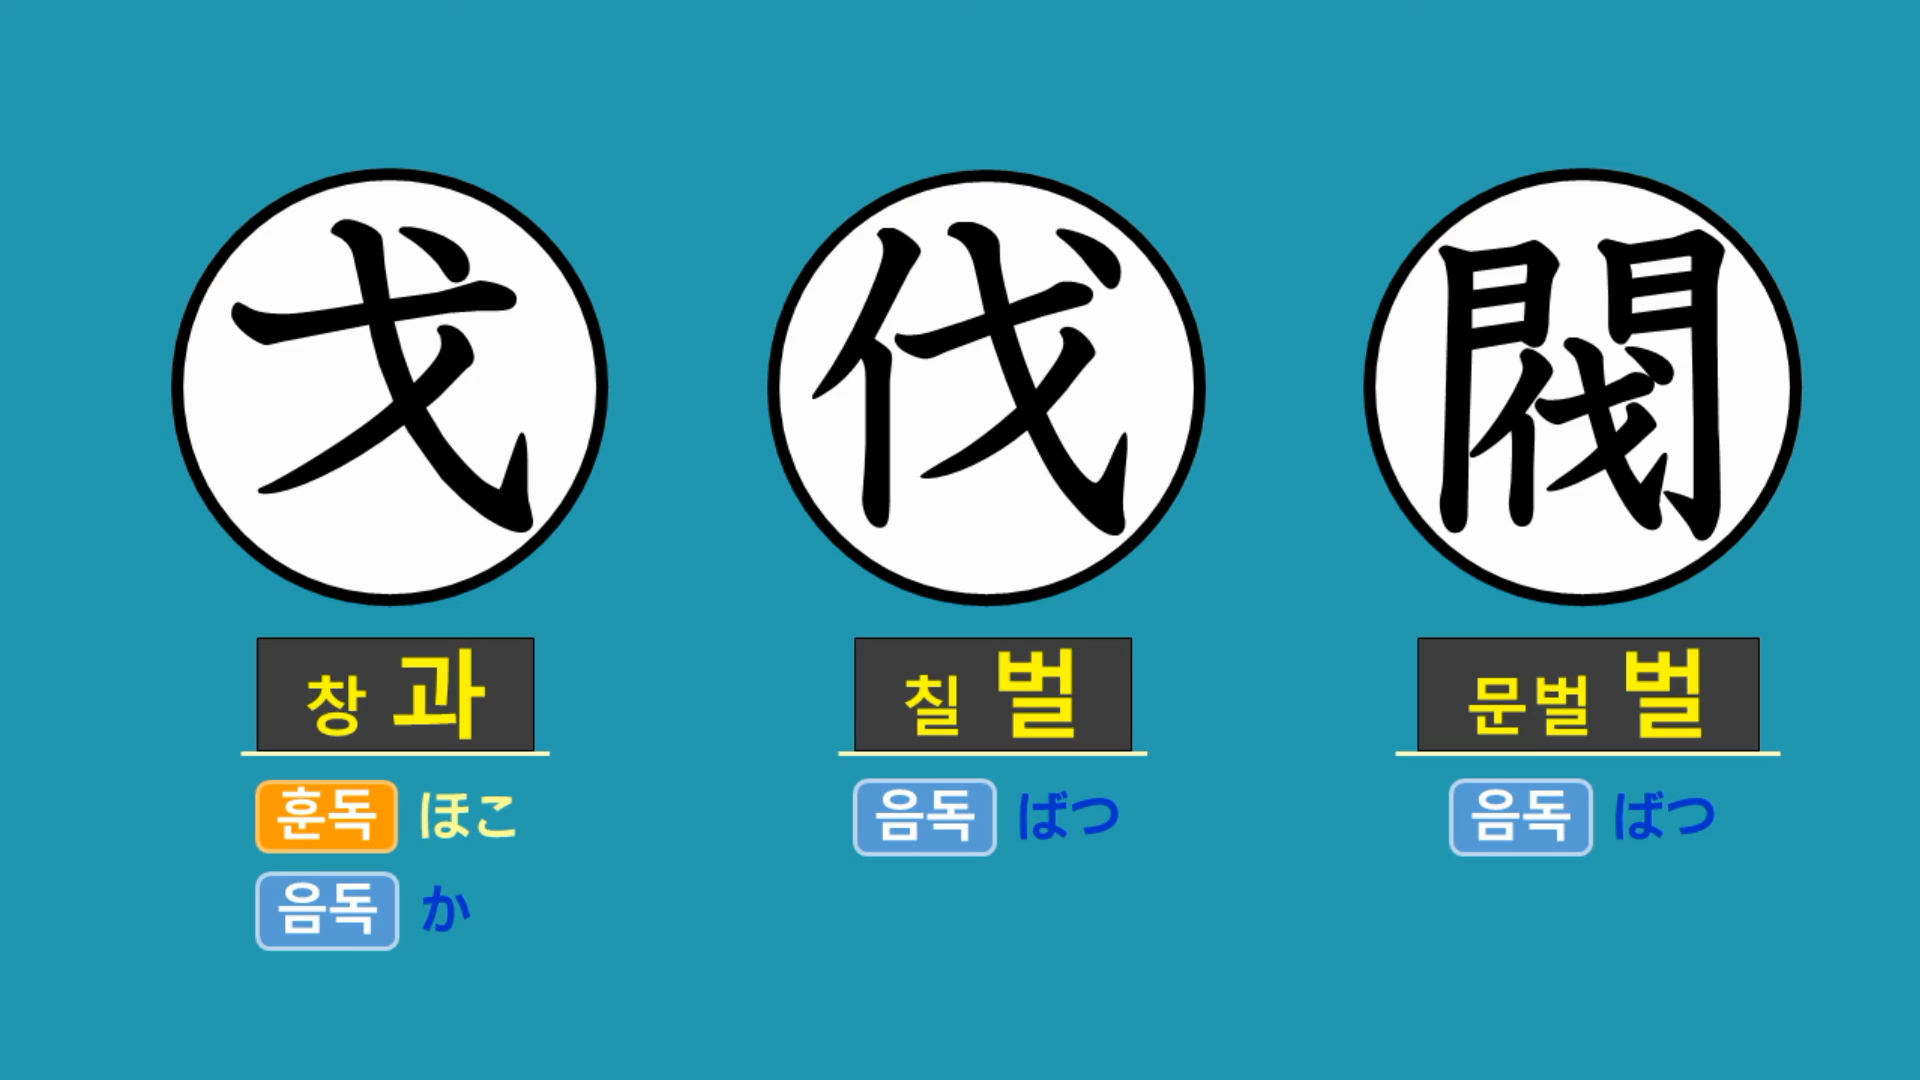 戈 伐 閥
창 과 칠 벌 문벌 벌
훈독 ほこ 음독 ばつ 음독 ばつ
음독 か